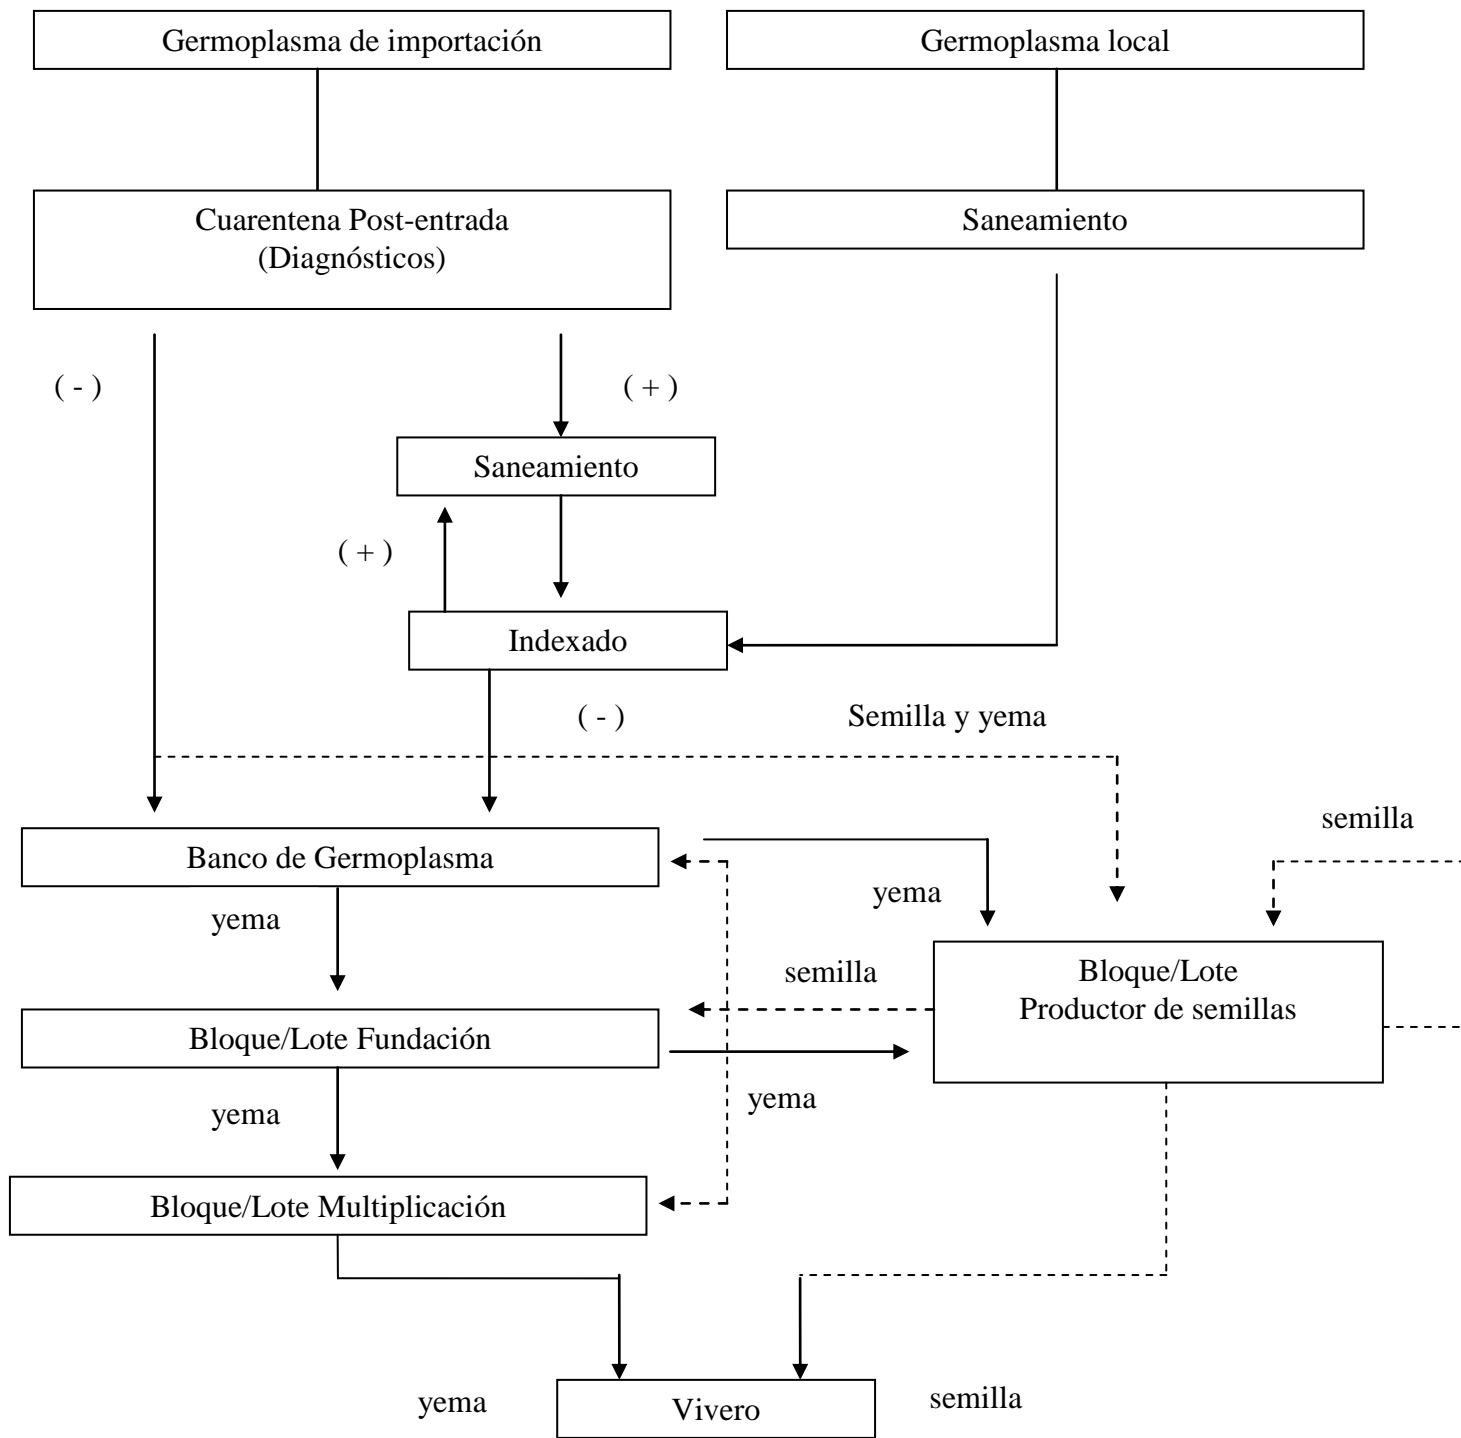 Germoplasma de importación
Germoplasma local
Cuarentena Post-entrada
(Diagnósticos)
Saneamiento
( - )
( + )
Saneamiento
( + )
Indexado
( - )
Semilla y yema
semilla
Banco de Germoplasma
yema
yema
semilla
Bloque/Lote
Productor de semillas
Bloque/Lote Fundación
yema
yema
Bloque/Lote Multiplicación
yema
Vivero
semilla